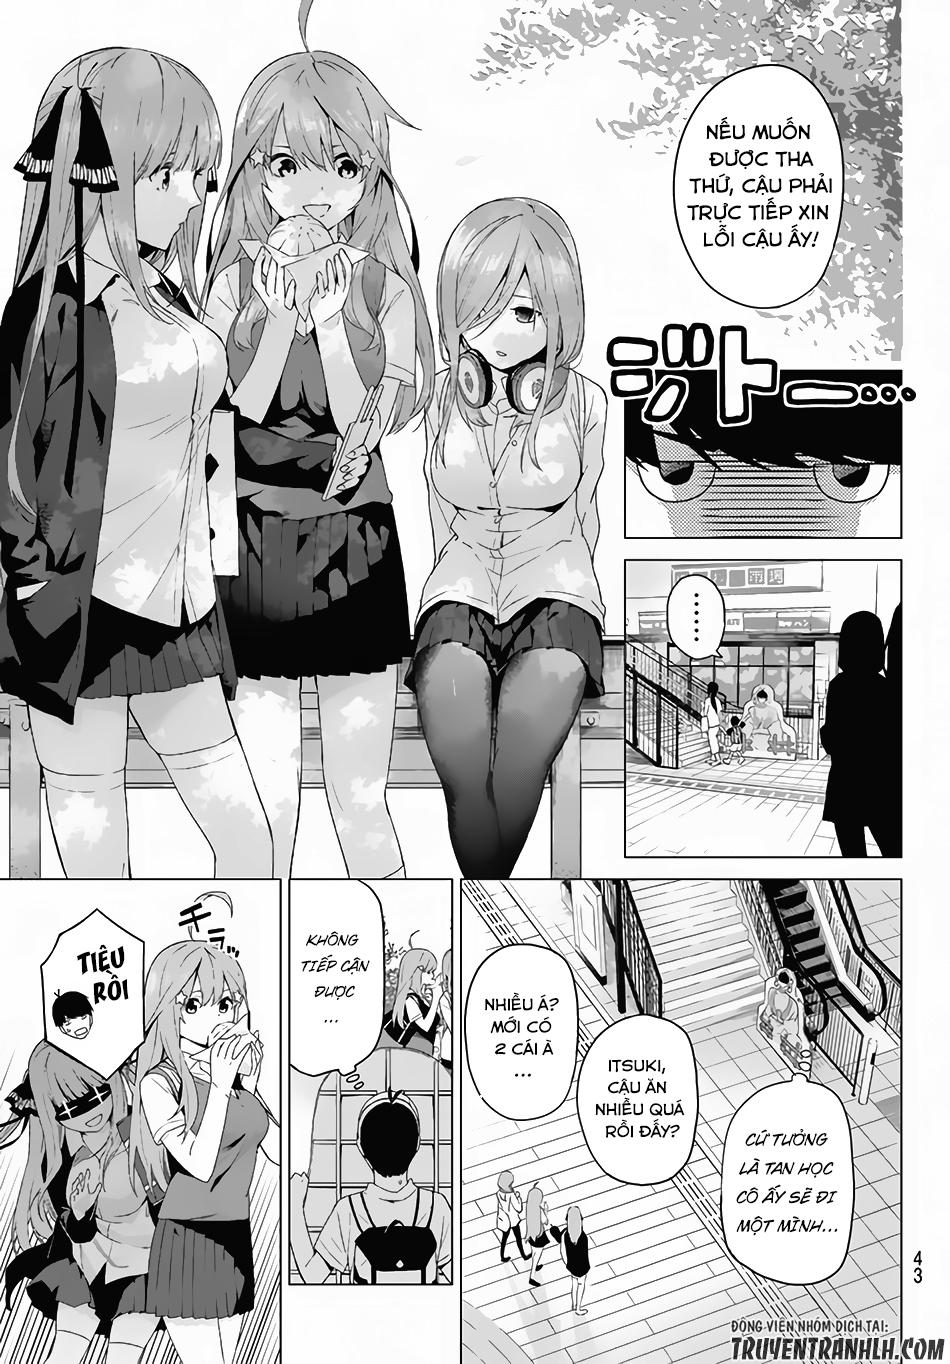 NẾU MUỐN
ĐƯỢC THA
THỨ, CẬU PHẢI
TRỰC TIẾP XIN
LỖI CẬU ẤY!
ジトー…
......
CỨ TƯỞNG
LÀ TAN HỌC
CÔ ẤY SẼ ĐI
MỘT MÌNH...
ITSUKI,
CẬU ĂN
NHIỀU QUÁ
RỒI ĐẤY?
NHIỀU Á?
MỚI CÓ
2 CÁI À
...
KHÔNG
TIẾP CẬN
ĐƯỢC
...
チラッ
TIÊU
RỒI
43
ĐỘNG VIÊN NHÓM DỊCH TẠI:
TRUYENTRANHLH.COM